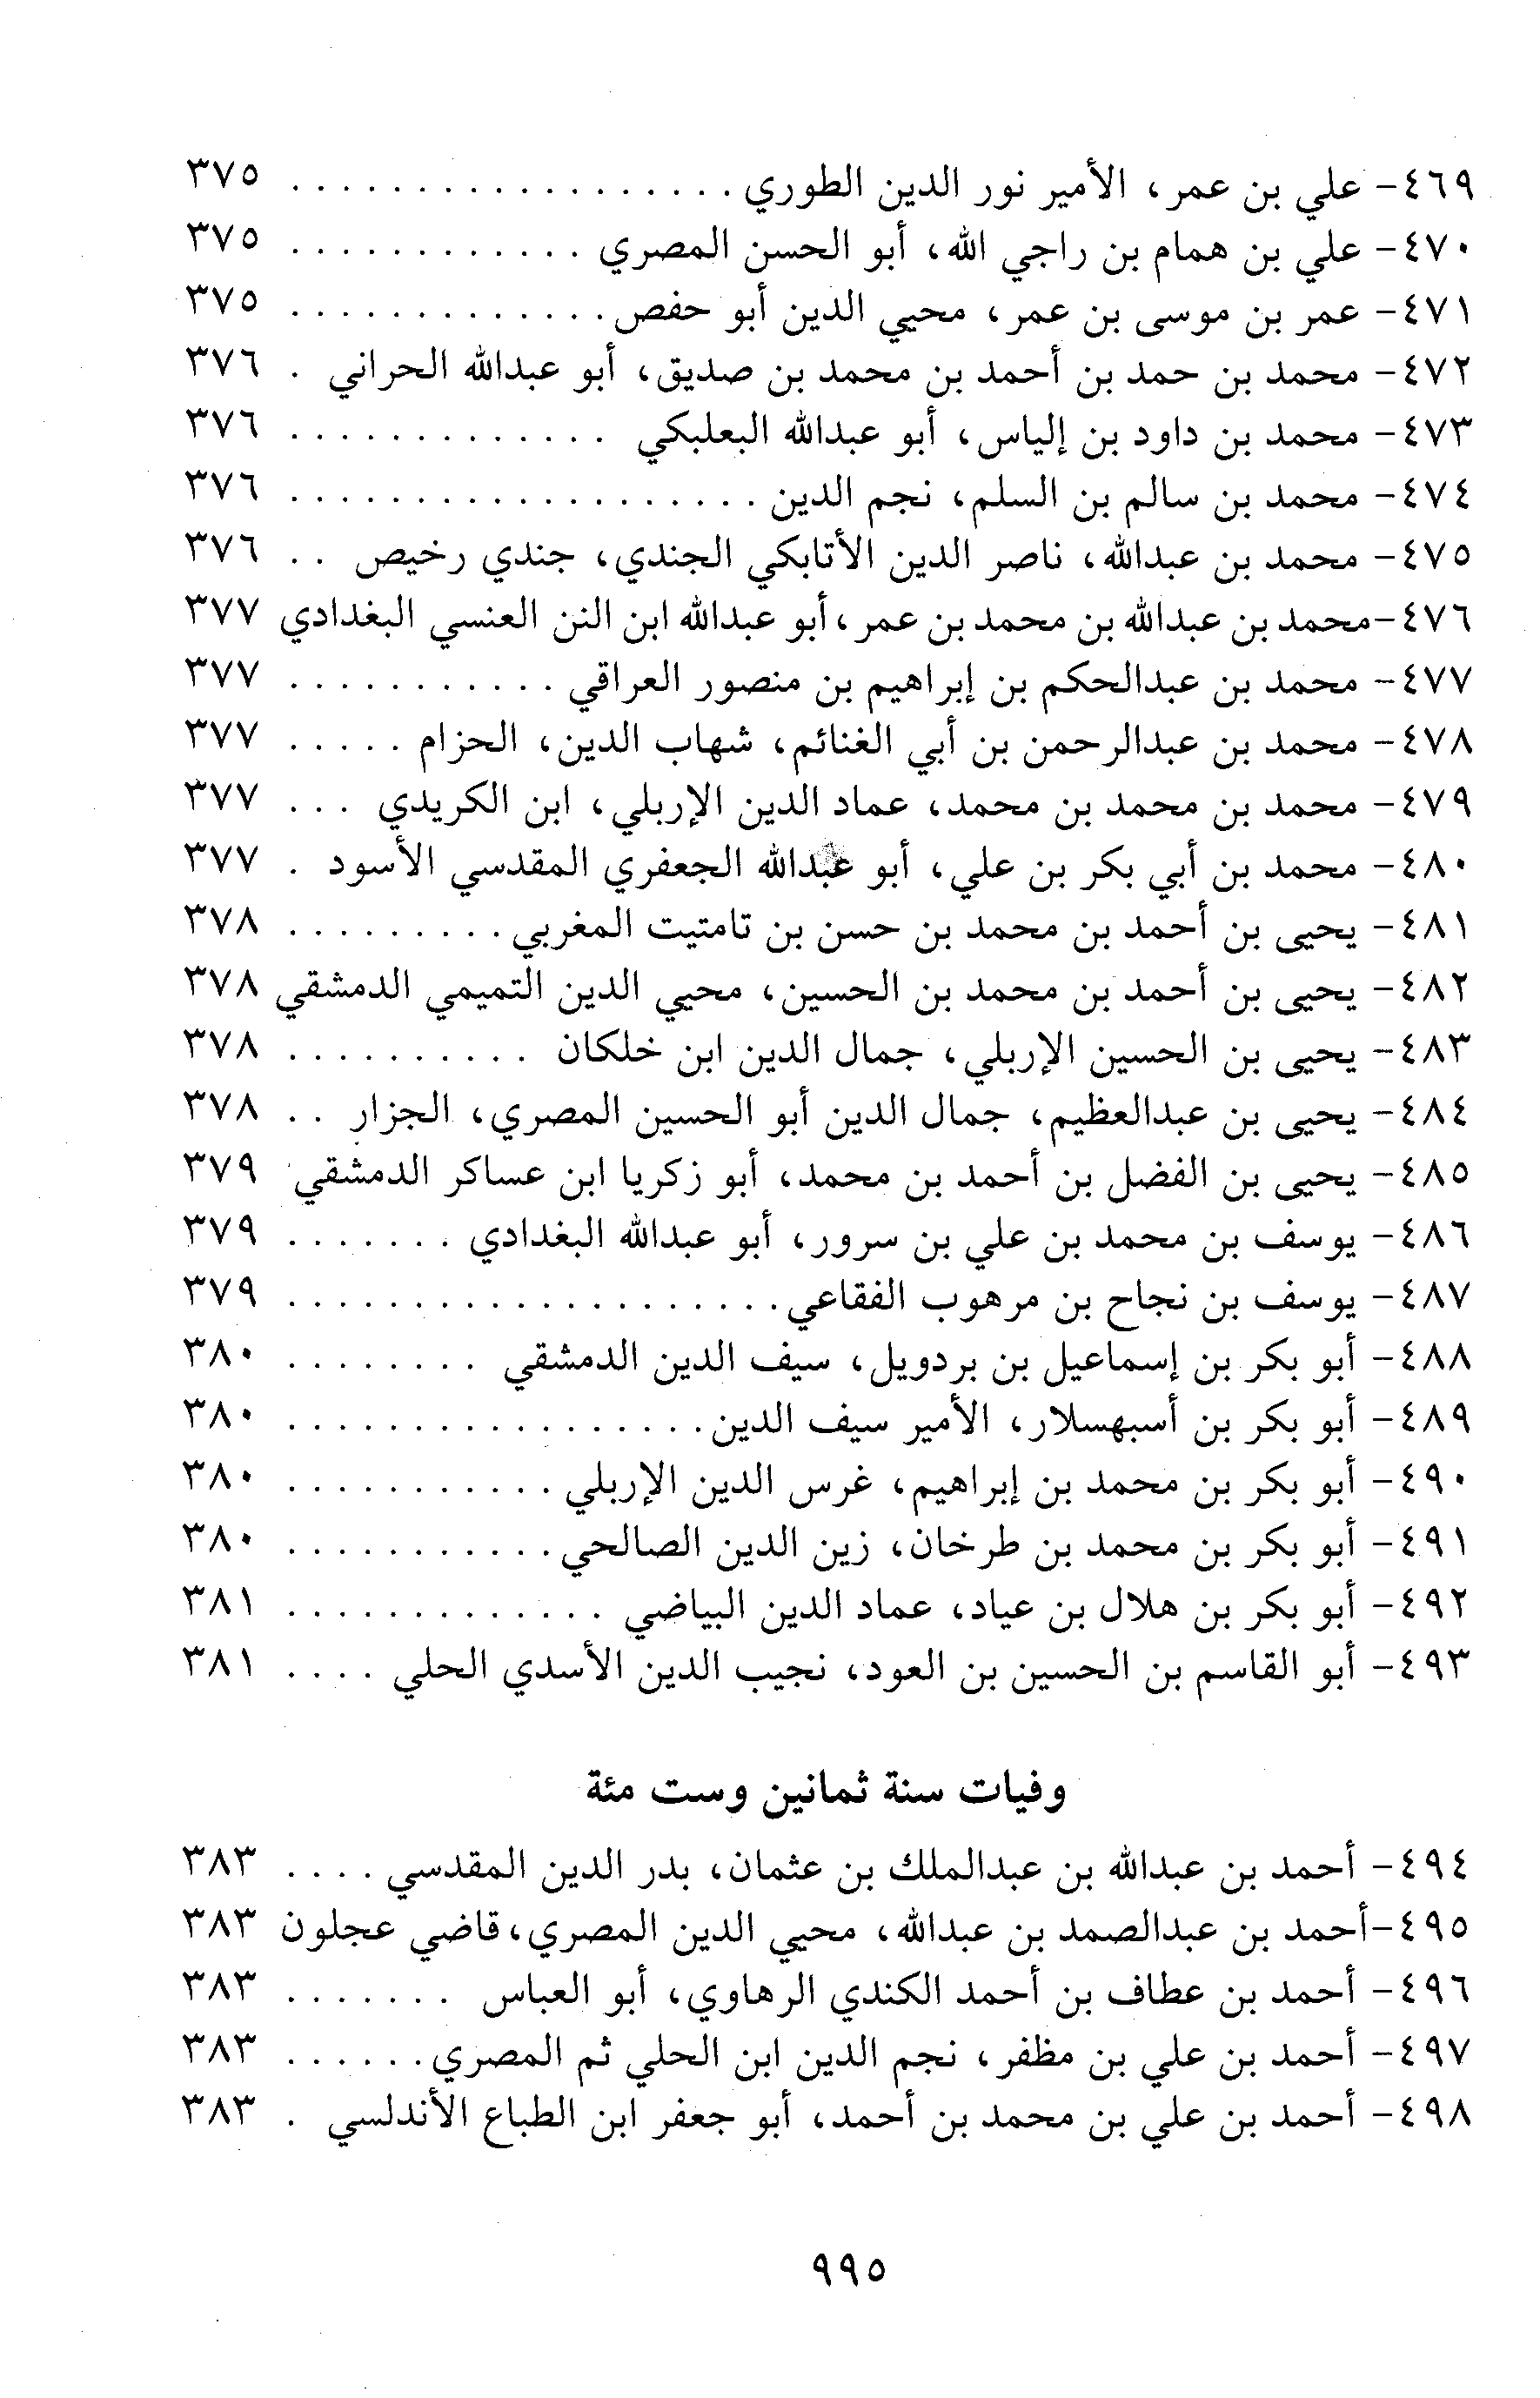 ٤٦٩- علي بن عمر، الأمير نور الدين الطوري . . . . . . . . . . . . . . . . . . ٣٧٥
٤٧٠- علي بن همام بن راجي الله، أبو الحسن المصري . . . . . . . . . . . . ٣٧٥
٤٧١- عمر بن موسى بن عمر، محيي الدين أبو حفص . . . . . . . . . . . . . ٣٧٥
٤٧٢- محمد بن حمد بن أحمد بن محمد بن صديق، أبو عبدالله الحراني . ٣٧٦
٤٧٣- محمد بن داود بن إلياس، أبو عبدالله البعلبكي . . . . . . . . . . . . . ٣٧٦
٤٧٤- محمد بن سالم بن السلم، نجم الدين . . . . . . . . . . . . . . . . . . . ٣٧٦
٤٧٥- محمد بن عبدالله، ناصر الدين الأتابكي الجندي، جندي رخيص . . ٣٧٦
٤٧٦- محمد بن عبدالله بن محمد بن عمر، أبو عبدالله ابن النن العنسي البغدادي ٣٧٧
٤٧٧- محمد بن عبدالحكم بن إبراهيم بن منصور العراقي . . . . . . . . . . . ٣٧٧
٤٧٨- محمد بن عبدالرحمن بن أبي الغنائم، شهاب الدين، الحزام . . . . . ٣٧٧
٤٧٩- محمد بن محمد بن محمد، عماد الدين الإربلي، ابن الكريدي . . . ٣٧٧
٤٨٠- محمد بن أبي بكر بن علي، أبو عبدالله الجعفري المقدسي الأسود . ٣٧٧
٤٨١- يحيى بن أحمد بن محمد بن حسن بن تامتيت المغربي . . . . . . . . . ٣٧٨
٤٨٢- يحيى بن أحمد بن محمد بن الحسين، محيي الدين التميمي الدمشقي ٣٧٨
٤٨٣- يحيى بن الحسين الإربلي، جمال الدين ابن خلكان . . . . . . . . . . ٣٧٨
٤٨٤- يحيى بن عبدالعظيم، جمال الدين أبو الحسين المصري، الجزار . . ٣٧٨
٤٨٥- يحيى بن الفضل بن أحمد بن محمد، أبو زكريا ابن عساكر الدمشقي ٣٧٩
٤٨٦- يوسف بن محمد بن علي بن سرور، أبو عبدالله البغدادي . . . . . . . ٣٧٩
٤٨٧- يوسف بن نجاح بن مرهوب الفقاعي . . . . . . . . . . . . . . . . . . . . ٣٧٩
٤٨٨- أبو بكر بن إسماعيل بن بردويل، سيف الدين الدمشقي . . . . . . . . ٣٨٠
٤٨٩- أبو بكر بن أسبهسلار، الأمير سيف الدين . . . . . . . . . . . . . . . . . ٣٨٠
٤٩٠- أبو بكر بن محمد بن إبراهيم، غرس الدين الإربلي . . . . . . . . . . . ٣٨٠
٤٩١- أبو بكر بن محمد بن طرخان، زين الدين الصالحي . . . . . . . . . . . ٣٨٠
٤٩٢- أبو بكر بن هلال بن عياد، عماد الدين البياضي . . . . . . . . . . . . . ٣٨١
٤٩٣- أبو القاسم بن الحسين بن العود، نجيب الدين الأسدي الحلي . . . . ٣٨١
وفيات سنة ثمانين وست مئة
٤٩٤- أحمد بن عبدالله بن عبدالملك بن عثمان، بدر الدين المقدسي . . . . ٣٨٣
٤٩٥- أحمد بن عبدالصمد بن عبدالله، محيي الدين المصري، قاضي عجلون ٣٨٣
٤٩٦- أحمد بن عطاف بن أحمد الكندي الرهاوي، أبو العباس . . . . . . . ٣٨٣
٤٩٧- أحمد بن علي بن مظفر، نجم الدين ابن الحلي ثم المصري . . . . . . ٣٨٣
٤٩٨- أحمد بن علي بن محمد بن أحمد، أبو جعفر ابن الطباع الأندلسي . ٣٨٣
٩٩٥